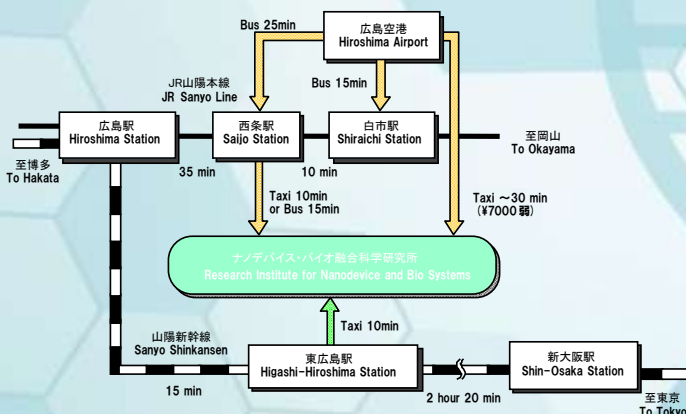 Bus 25min
広島空港
Hiroshima Airport
Bus 15min
JR山陽本線
JR Sanyo Line
広島駅
Hiroshima Station
西条駅
Saijo Station
白市駅
Shiraichi Station
至岡山
To Okayama
至博多
To Hakata
35 min
10 min
Taxi 10min
or Bus 15min
Taxi ~30 min
(¥7000弱)
ナノデバイス・バイオ融合科学研究所
Research Institute for Nanodevice and Bio Systems
Taxi 10min
山陽新幹線
Sanyo Shinkansen
東広島駅
Higashi-Hiroshima Station
新大阪駅
Shin-Osaka Station
15 min
2 hour 20 min
至東京
To Tokyo